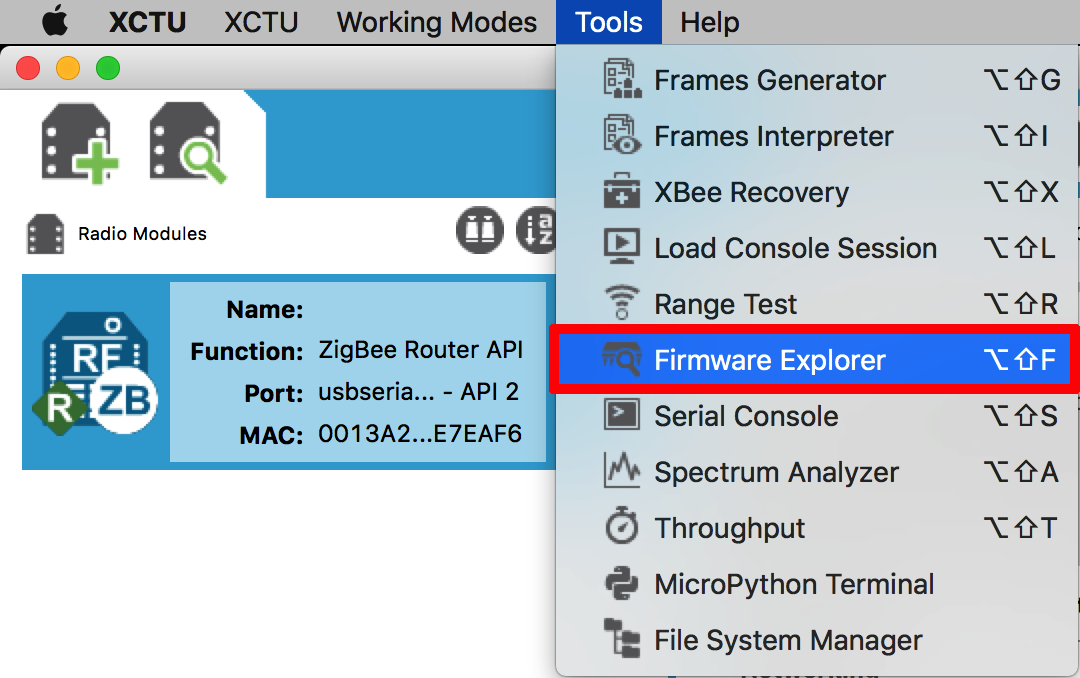 XCTU XCTU Working Modes Tools Help
Frames Generator ⌥⇧G
Frames Interpreter ⌥⇧I
XBee Recovery ⌥⇧X
Load Console Session ⌥⇧L
Range Test ⌥⇧R
Firmware Explorer ⌥⇧F
Serial Console ⌥⇧S
Spectrum Analyzer ⌥⇧A
Throughput ⌥⇧T
MicroPython Terminal
File System Manager
Radio Modules
a
z
Name:
Function: ZigBee Router API
Port: usbseria... - API 2
MAC: 0013A2...E7EAF6
RF
R
ZB